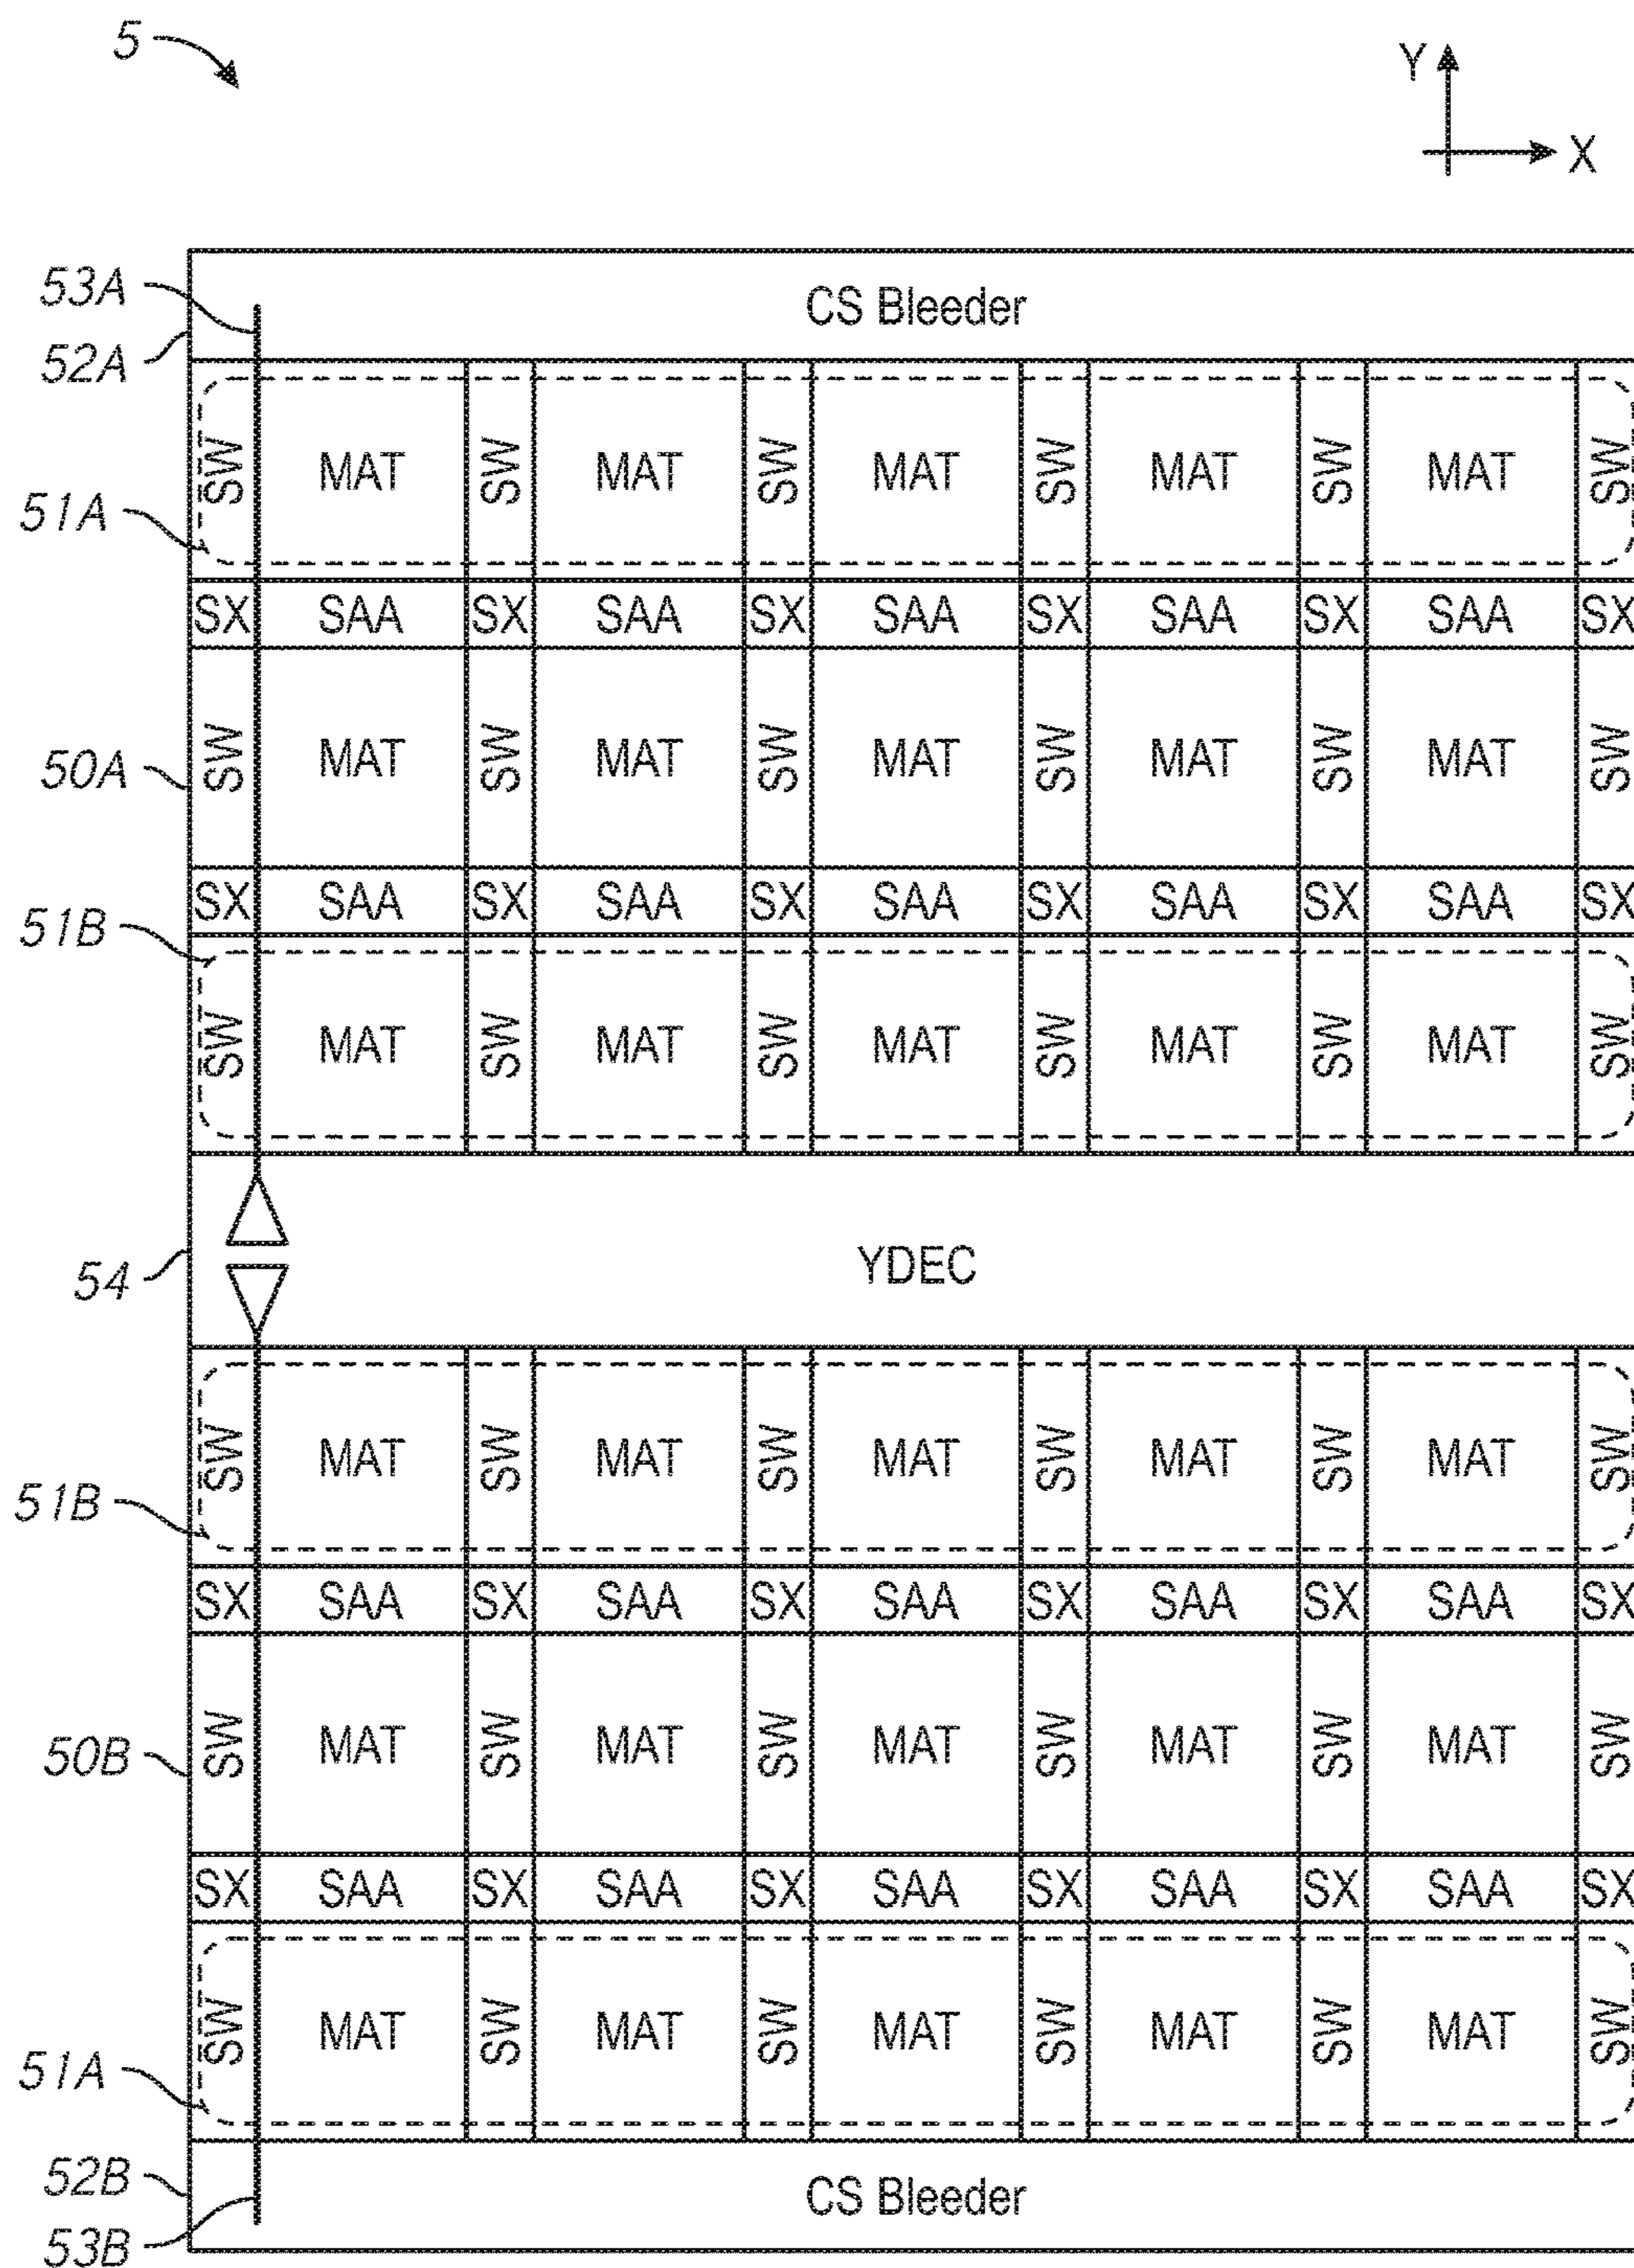 5
Y
X
53A
CS Bleeder
52A
SW MAT SW MAT SW MAT SW MAT SW MAT SW
51A
SX SAA SX SAA SX SAA SX SAA SX SAA SX
50A SW MAT SW MAT SW MAT SW MAT SW MAT SW
SX SAA SX SAA SX SAA SX SAA SX SAA SX
51B
SW MAT SW MAT SW MAT SW MAT SW MAT SW
54 YDEC
SW MAT SW MAT SW MAT SW MAT SW MAT SW
51B
SX SAA SX SAA SX SAA SX SAA SX SAA SX
50B SW MAT SW MAT SW MAT SW MAT SW MAT SW
SX SAA SX SAA SX SAA SX SAA SX SAA SX
SW MAT SW MAT SW MAT SW MAT SW MAT SW
51A
52B
CS Bleeder
53B